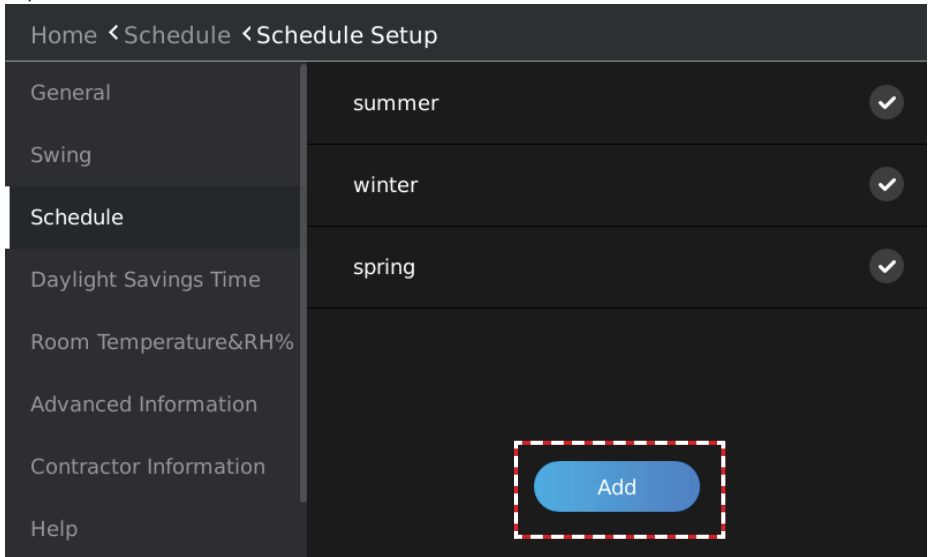 Home < Schedule < Schedule Setup
General
Swing
Schedule
Daylight Savings Time
Room Temperature&RH%
Advanced Information
Contractor Information
Help
summer
winter
spring
Add